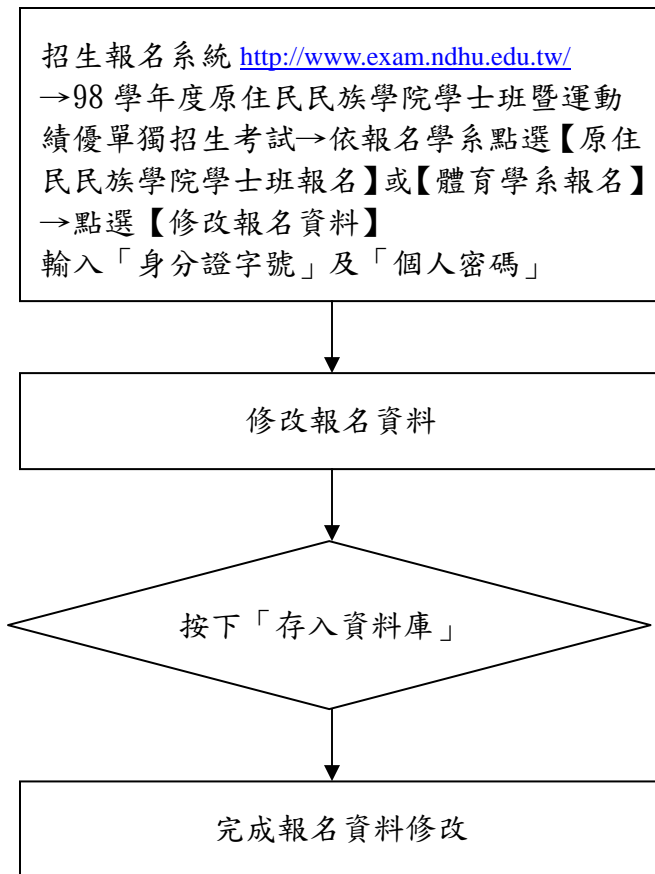 招生報名系統 http://www.exam.ndhu.edu.tw/
→98 學年度原住民民族學院學士班暨運動
績優單獨招生考試→依報名學系點選【原住
民民族學院學士班報名】或【體育學系報名】
→點選【修改報名資料】
輸入「身分證字號」及「個人密碼」
修改報名資料
按下「存入資料庫」
完成報名資料修改